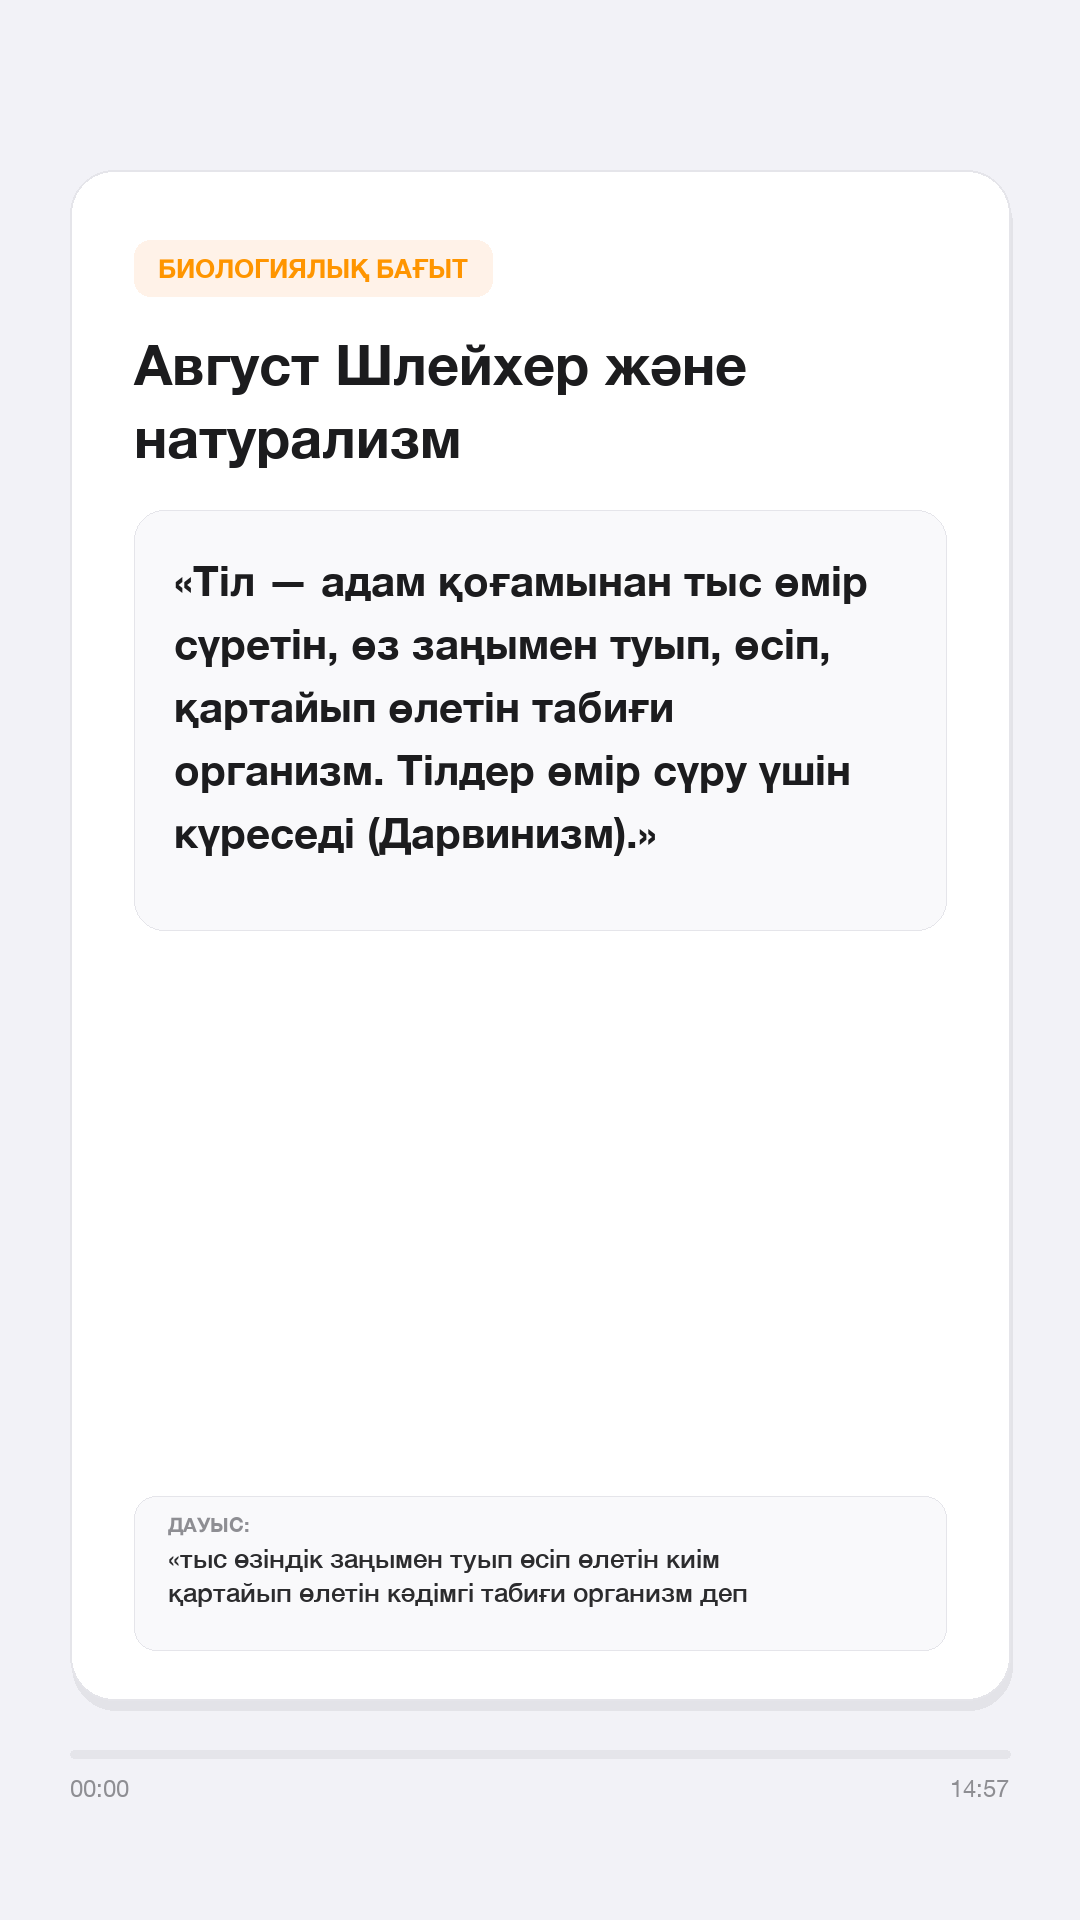 БИОЛОГИЯЛЫҚ БАҒЫТ
Август Шлейхер және
натурализм
«Тіл — адам қоғамынан тыс өмір
сүретін, өз заңымен туып, өсіп,
қартайып өлетін табиғи
организм. Тілдер өмір сүру үшін
күреседі (Дарвинизм).»
ДАУЫС:
«тыс өзіндік заңымен туып өсіп өлетін киім
қартайып өлетін кәдімгі табиғи организм деп
00:00
14:57